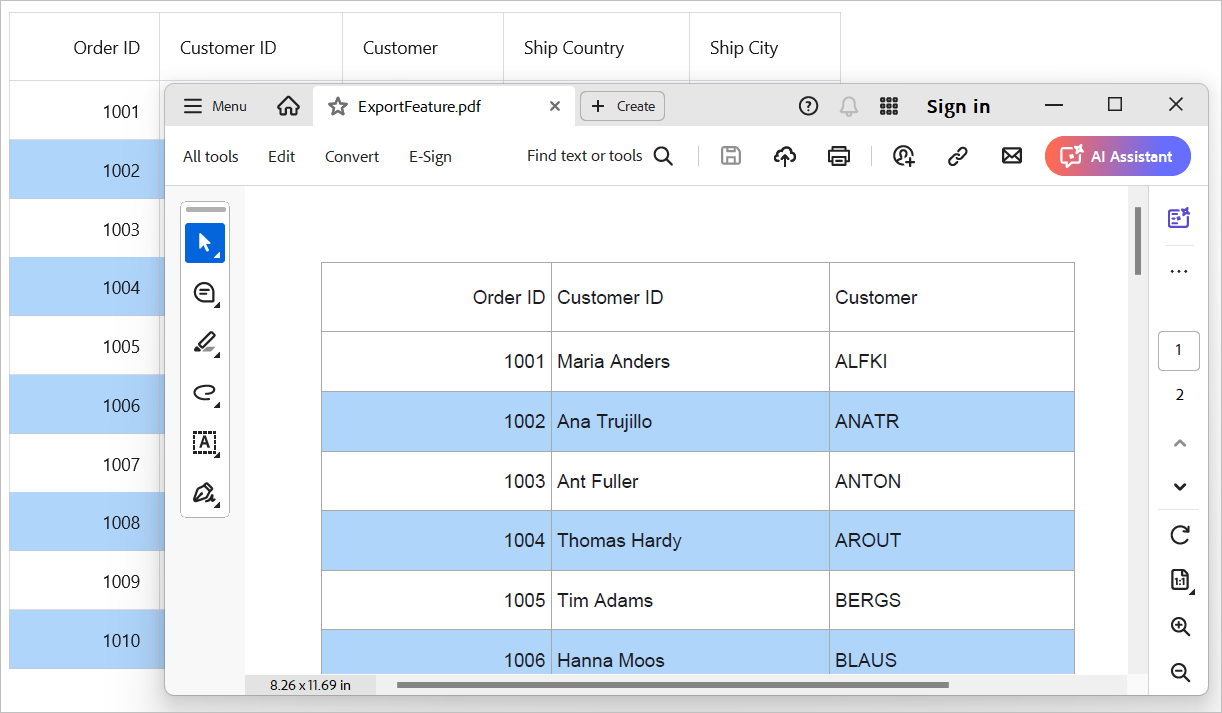 Order ID Customer ID Customer Ship Country Ship City
Menu ExportFeature.pdf Create Sign in
All tools Edit Convert E-Sign Find text or tools AI Assistant
1001
1002
1003
1004
1005
1006
1007
1008
1009
1010
A
Order ID Customer ID Customer
1001 Maria Anders ALFKI
1002 Ana Trujillo ANATR
1003 Ant Fuller ANTON
1004 Thomas Hardy AROUT
1005 Tim Adams BERGS
1006 Hanna Moos BLAUS
1
2
1:1
8.26 x 11.69 in